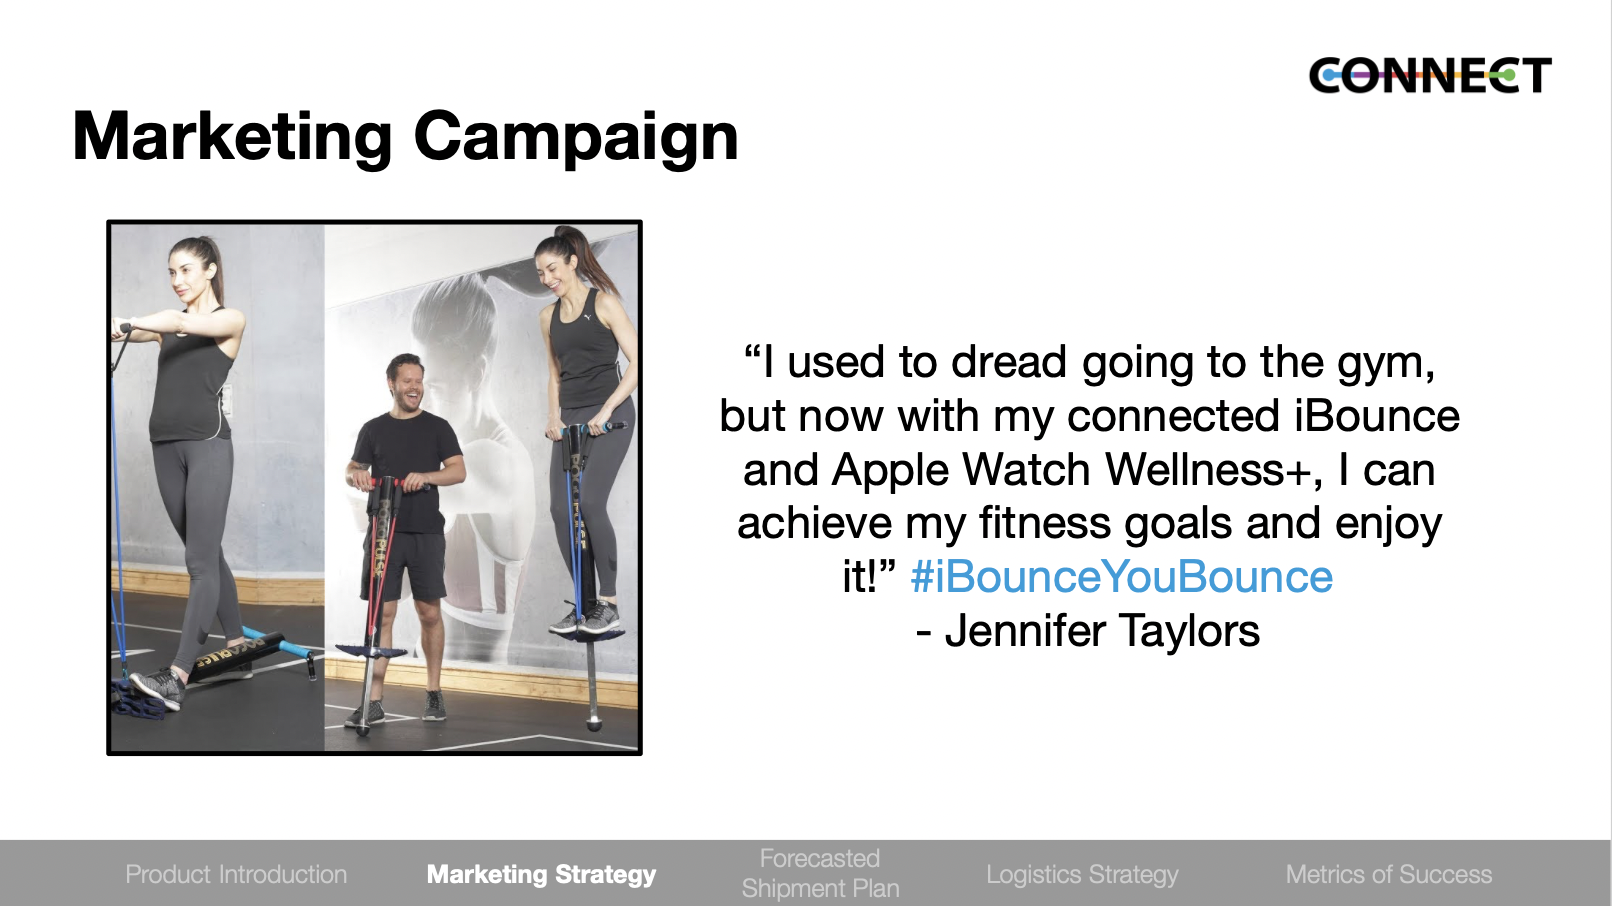 CONNECT
Marketing Campaign
“I used to dread going to the gym,
but now with my connected iBounce
and Apple Watch Wellness+, I can
achieve my fitness goals and enjoy
it!” #iBounceYouBounce
- Jennifer Taylors
Product Introduction
Marketing Strategy
Forecasted
Shipment Plan
Logistics Strategy
Metrics of Success